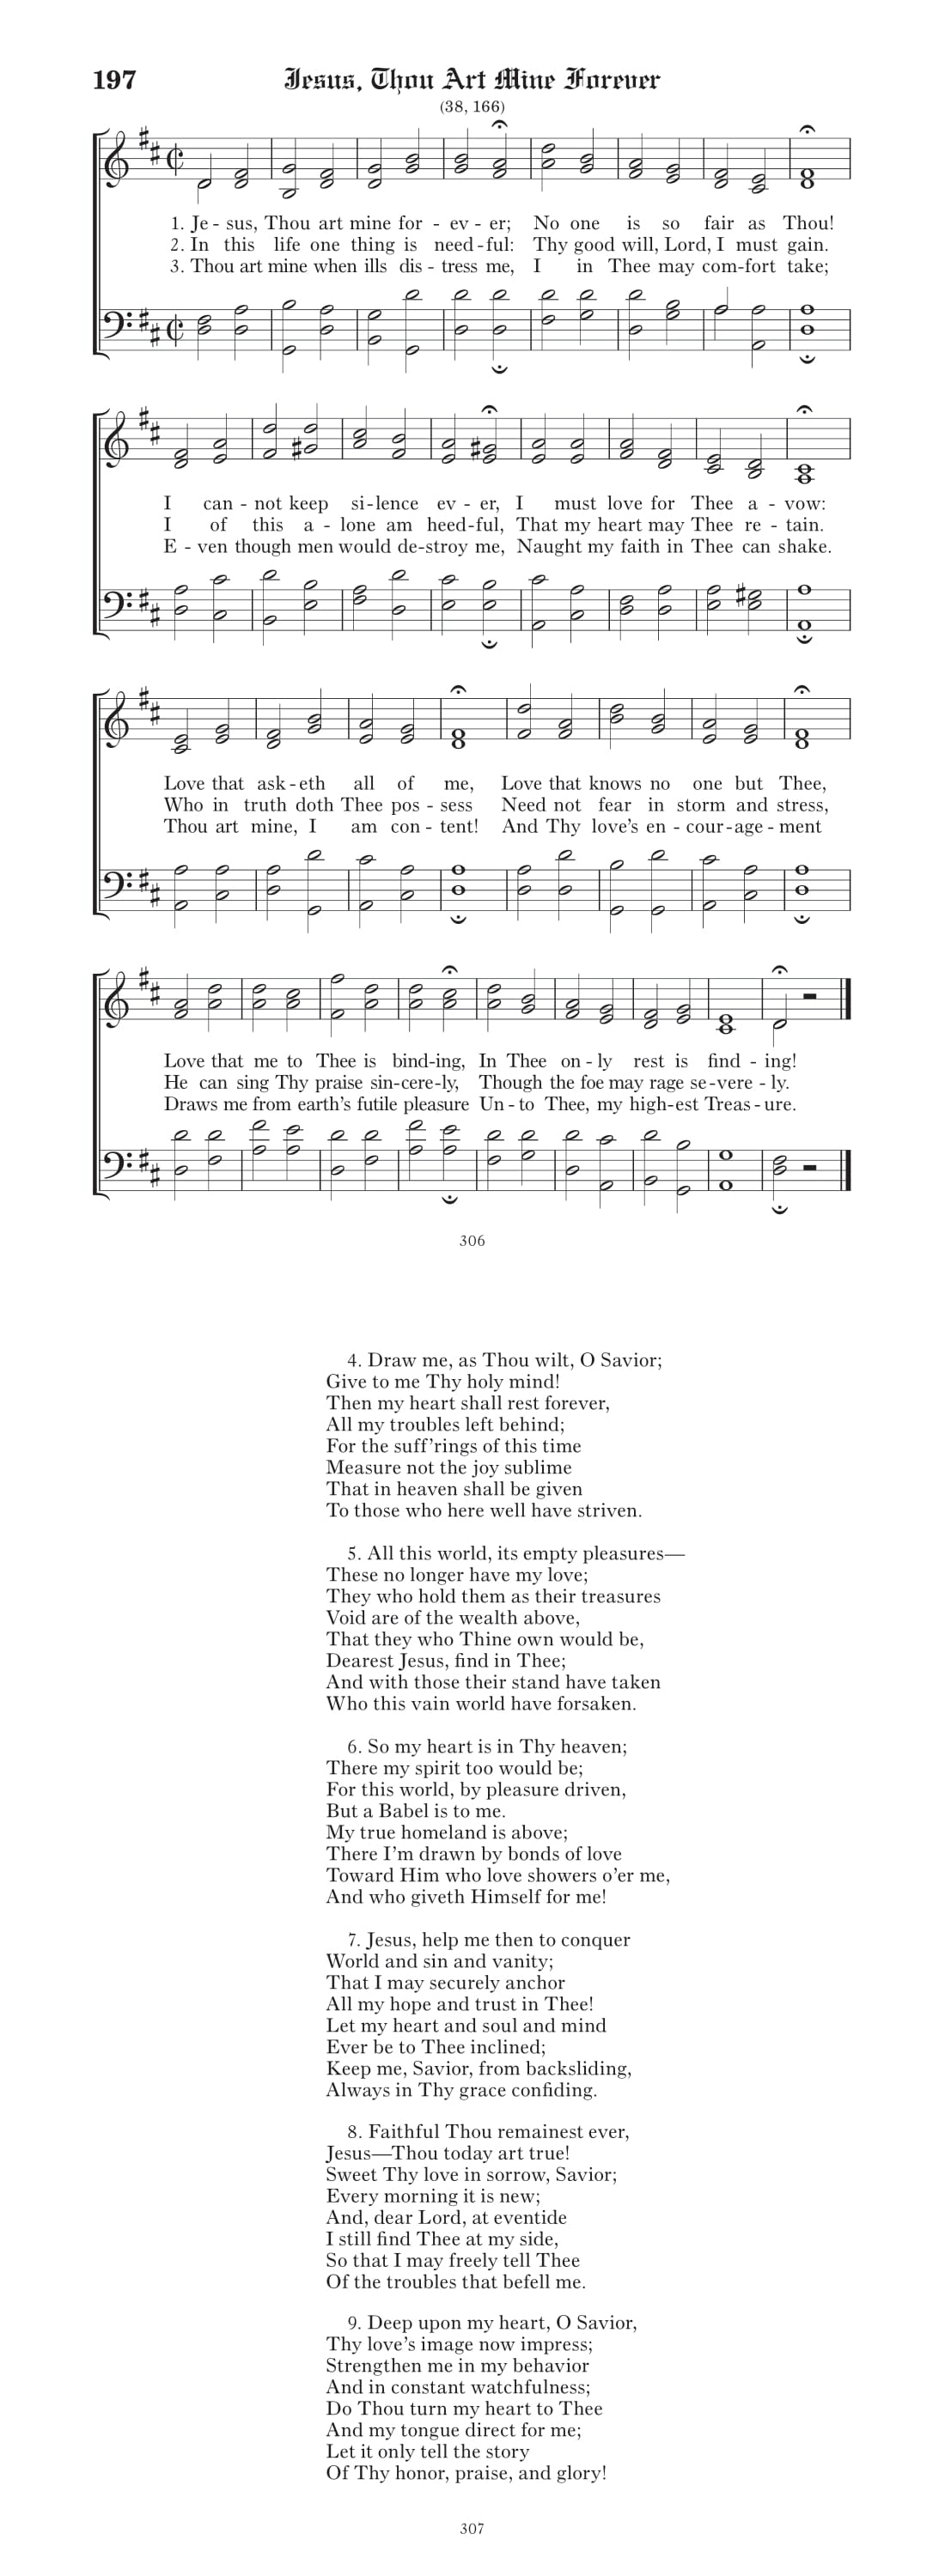 197 Jesus, Thou Art Mine Forever
(38, 166)
1. Je - sus, Thou art mine for - ev - er; No one is so fair as Thou!
2. In this life one thing is need - ful: Thy good will, Lord, I must gain.
3. Thou art mine when ills dis - tress me, I in Thee may com-fort take;
I can - not keep si-lence ev - er, I must love for Thee a - vow:
I of this a - lone am heed-ful, That my heart may Thee re - tain.
E - ven though men would de-stroy me, Naught my faith in Thee can shake.
Love that ask - eth all of me, Love that knows no one but Thee,
Who in truth doth Thee pos - sess Need not fear in storm and stress,
Thou art mine, I am con - tent! And Thy love's en - cour - age - ment
Love that me to Thee is bind-ing, In Thee on - ly rest is find - ing!
He can sing Thy praise sin-cere-ly, Though the foe may rage se-vere - ly.
Draws me from earth's futile pleasure Un - to Thee, my high-est Treas - ure.
306
4. Draw me, as Thou wilt, O Savior;
Give to me Thy holy mind!
Then my heart shall rest forever,
All my troubles left behind;
For the suff'rings of this time
Measure not the joy sublime
That in heaven shall be given
To those who here well have striven.
5. All this world, its empty pleasures—
These no longer have my love;
They who hold them as their treasures
Void are of the wealth above,
That they who Thine own would be,
Dearest Jesus, find in Thee;
And with those their stand have taken
Who this vain world have forsaken.
6. So my heart is in Thy heaven;
There my spirit too would be;
For this world, by pleasure driven,
But a Babel is to me.
My true homeland is above;
There I'm drawn by bonds of love
Toward Him who love showers o'er me,
And who giveth Himself for me!
7. Jesus, help me then to conquer
World and sin and vanity;
That I may securely anchor
All my hope and trust in Thee!
Let my heart and soul and mind
Ever be to Thee inclined;
Keep me, Savior, from backsliding,
Always in Thy grace confiding.
8. Faithful Thou remainest ever,
Jesus—Thou today art true!
Sweet Thy love in sorrow, Savior;
Every morning it is new;
And, dear Lord, at eventide
I still find Thee at my side,
So that I may freely tell Thee
Of the troubles that befell me.
9. Deep upon my heart, O Savior,
Thy love's image now impress;
Strengthen me in my behavior
And in constant watchfulness;
Do Thou turn my heart to Thee
And my tongue direct for me;
Let it only tell the story
Of Thy honor, praise, and glory!
307